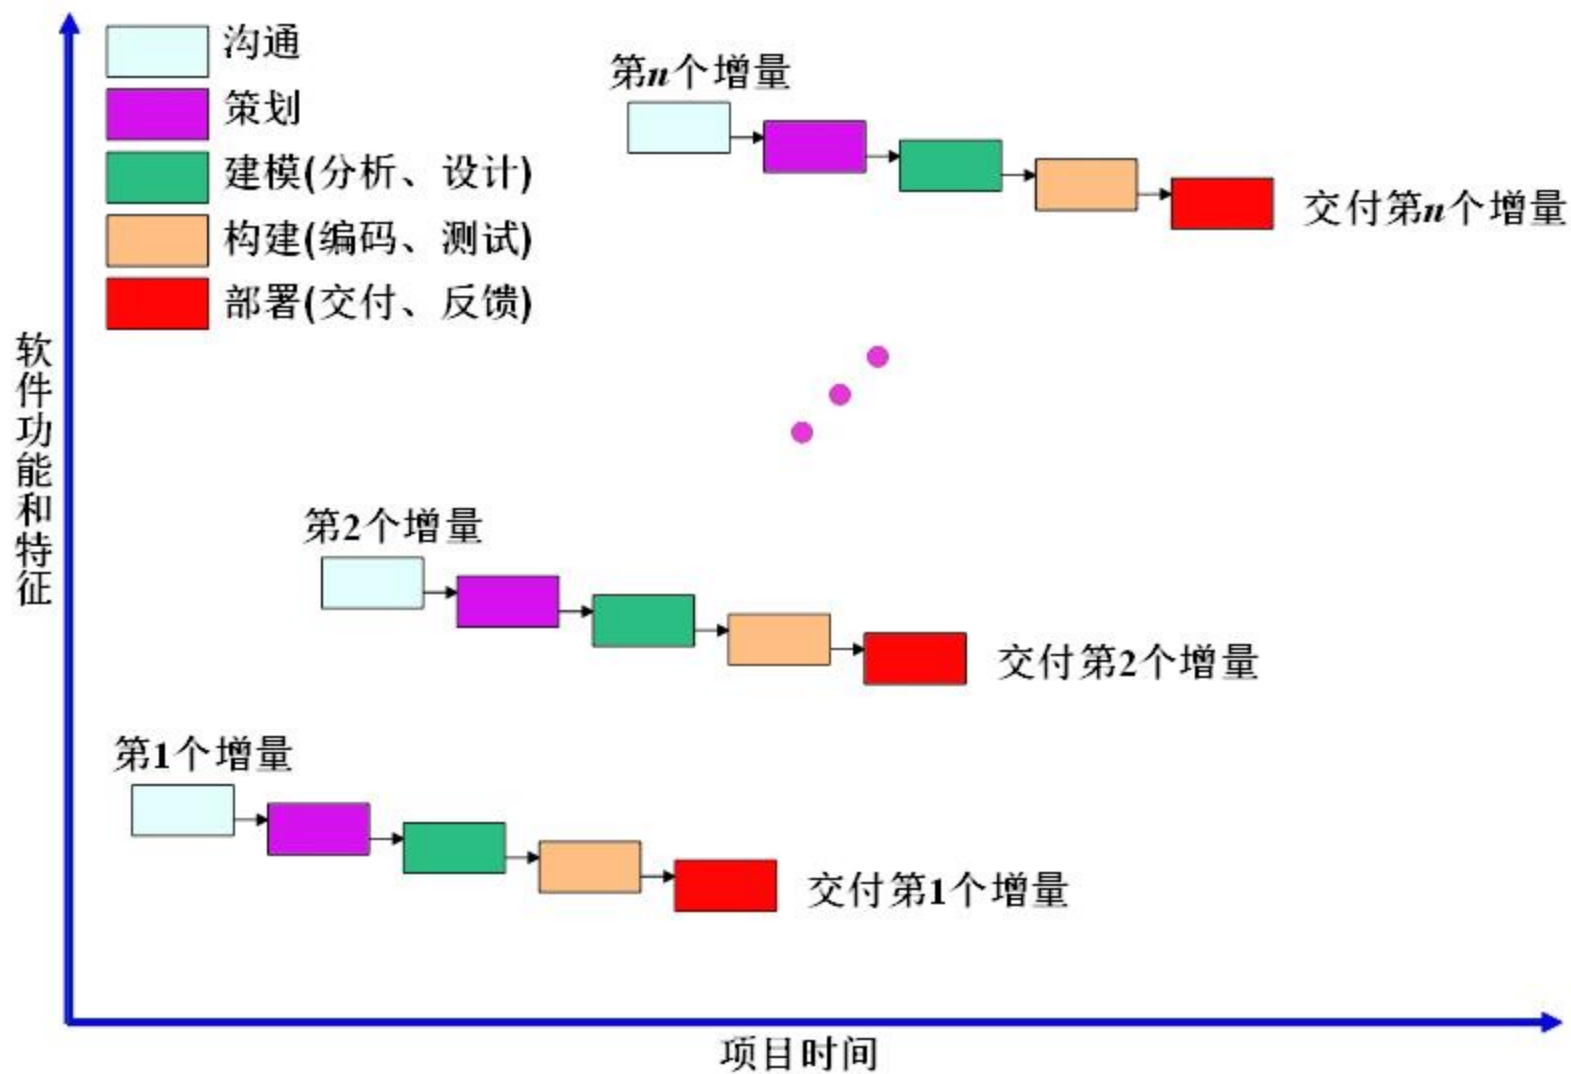 沟通
策划
建模(分析、设计)
构建(编码、测试)
部署(交付、反馈)
第n个增量
交付第n个增量
软件功能和特征
第2个增量
交付第2个增量
第1个增量
交付第1个增量
项目时间